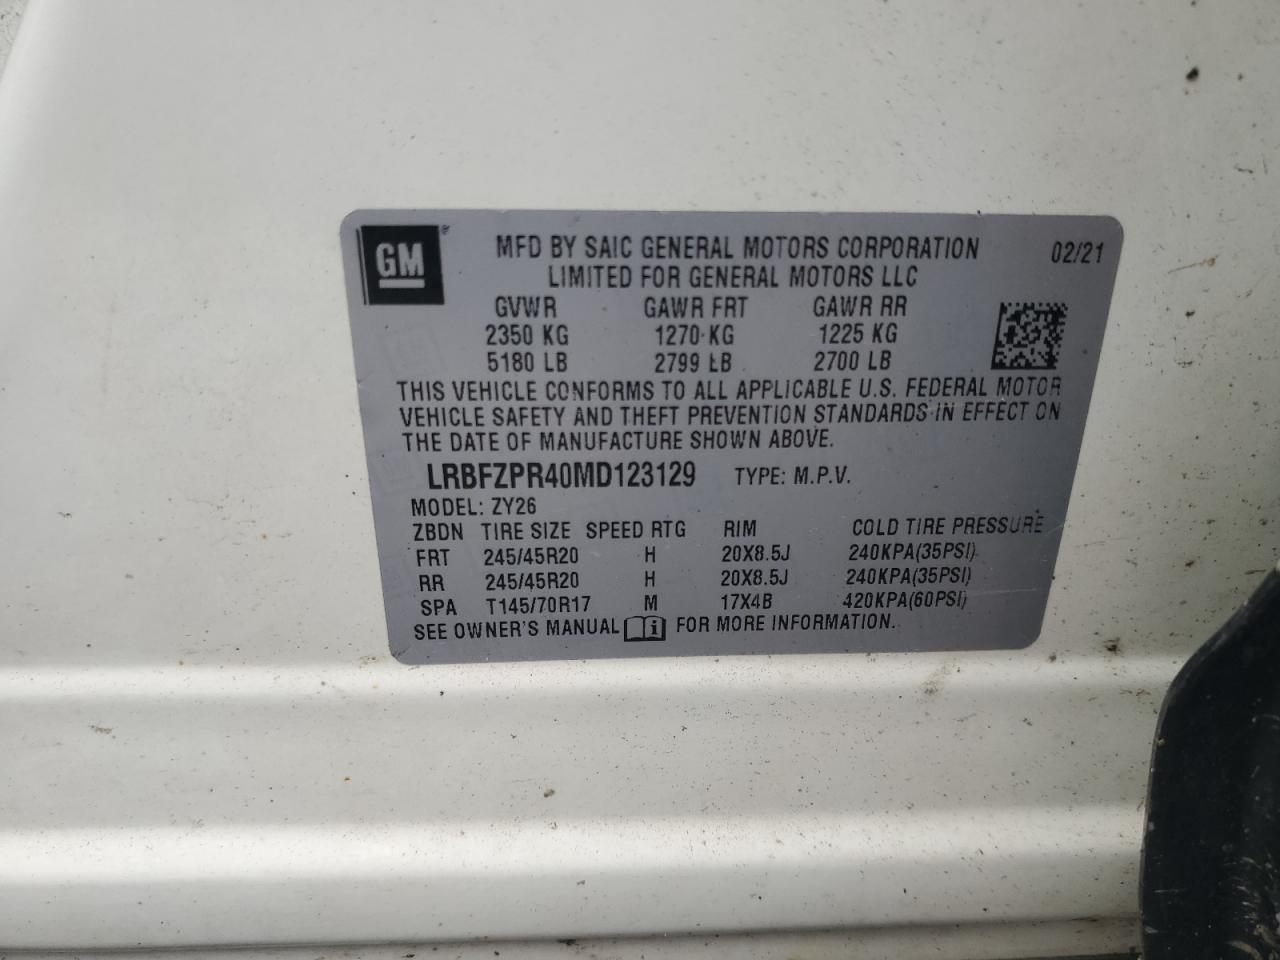 GM ®
MFD BY SAIC GENERAL MOTORS CORPORATION 02/21
LIMITED FOR GENERAL MOTORS LLC
GVWR GAWR FRT GAWR RR
2350 KG 1270 KG 1225 KG
5180 LB 2799 LB 2700 LB
THIS VEHICLE CONFORMS TO ALL APPLICABLE U.S. FEDERAL MOTOR
VEHICLE SAFETY AND THEFT PREVENTION STANDARDS IN EFFECT ON
THE DATE OF MANUFACTURE SHOWN ABOVE.
LRBFZPR40MD123129 TYPE: M.P.V.
MODEL: ZY26
ZBDN TIRE SIZE SPEED RTG RIM COLD TIRE PRESSURE
FRT 245/45R20 H 20X8.5J 240KPA(35PSI)
RR 245/45R20 H 20X8.5J 240KPA(35PSI)
SPA T145/70R17 M 17X4B 420KPA(60PSI)
SEE OWNER'S MANUAL i FOR MORE INFORMATION.